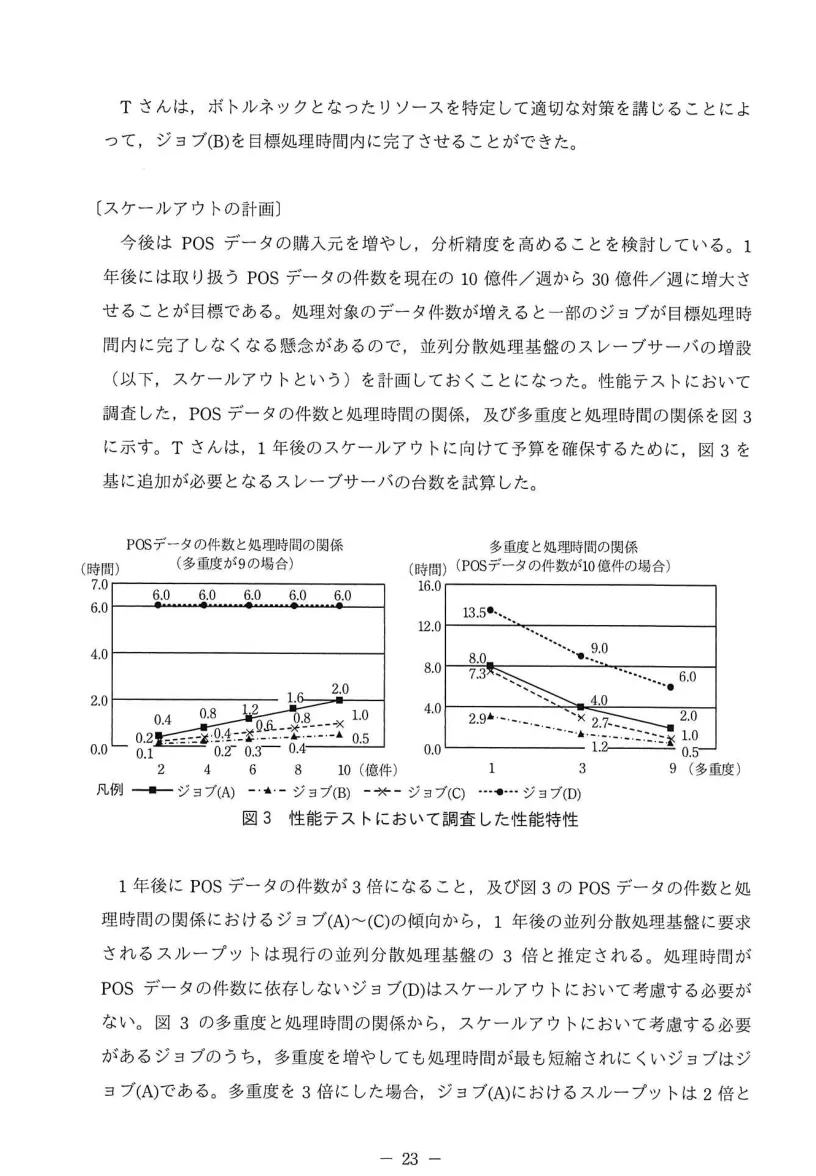 Tさんは，ボトルネックとなったリソースを特定して適切な対策を講じることによ
って，ジョブ(B)を目標処理時間内に完了させることができた。
〔スケールアウトの計画〕
今後は POS データの購入元を増やし，分析精度を高めることを検討している。1
年後には取り扱う POS データの件数を現在の 10 億件／週から 30 億件／週に増大さ
せることが目標である。処理対象のデータ件数が増えると一部のジョブが目標処理時
間内に完了しなくなる懸念があるので，並列分散処理基盤のスレーブサーバの増設
（以下，スケールアウトという）を計画しておくことになった。性能テストにおいて
調査した，POS データの件数と処理時間の関係，及び多重度と処理時間の関係を図 3
に示す。T さんは，1 年後のスケールアウトに向けて予算を確保するために，図 3 を
基に追加が必要となるスレーブサーバの台数を試算した。
POSデータの件数と処理時間の関係
（多重度が9の場合）
（時間）
7.0
6.0
4.0
2.0
0.0
6.0 6.0 6.0 6.0 6.0
0.4 0.8 1.2 1.6 2.0
0.2 0.4 0.6 0.8 1.0
0.1 0.2 0.3 0.4 0.5
2 4 6 8 10 （億件）
多重度と処理時間の関係
（POSデータの件数が10億件の場合）
（時間）
16.0
12.0
8.0
4.0
0.0
13.5 9.0 6.0
8.0 4.0 2.0
7.3 2.7 1.0
2.9 1.2 0.5
1 3 9 （多重度）
凡例 ジョブ(A) ジョブ(B) ジョブ(C) ジョブ(D)
図 3 性能テストにおいて調査した性能特性
1 年後に POS データの件数が 3 倍になること，及び図 3 の POS データの件数と処
理時間の関係におけるジョブ(A)～(C)の傾向から，1 年後の並列分散処理基盤に要求
されるスループットは現行の並列分散処理基盤の 3 倍と推定される。処理時間が
POS データの件数に依存しないジョブ(D)はスケールアウトにおいて考慮する必要が
ない。図 3 の多重度と処理時間の関係から，スケールアウトにおいて考慮する必要
があるジョブのうち，多重度を増やしても処理時間が最も短縮されにくいジョブはジ
ョブ(A)である。多重度を 3 倍にした場合，ジョブ(A)におけるスループットは 2 倍と
－ 23 －